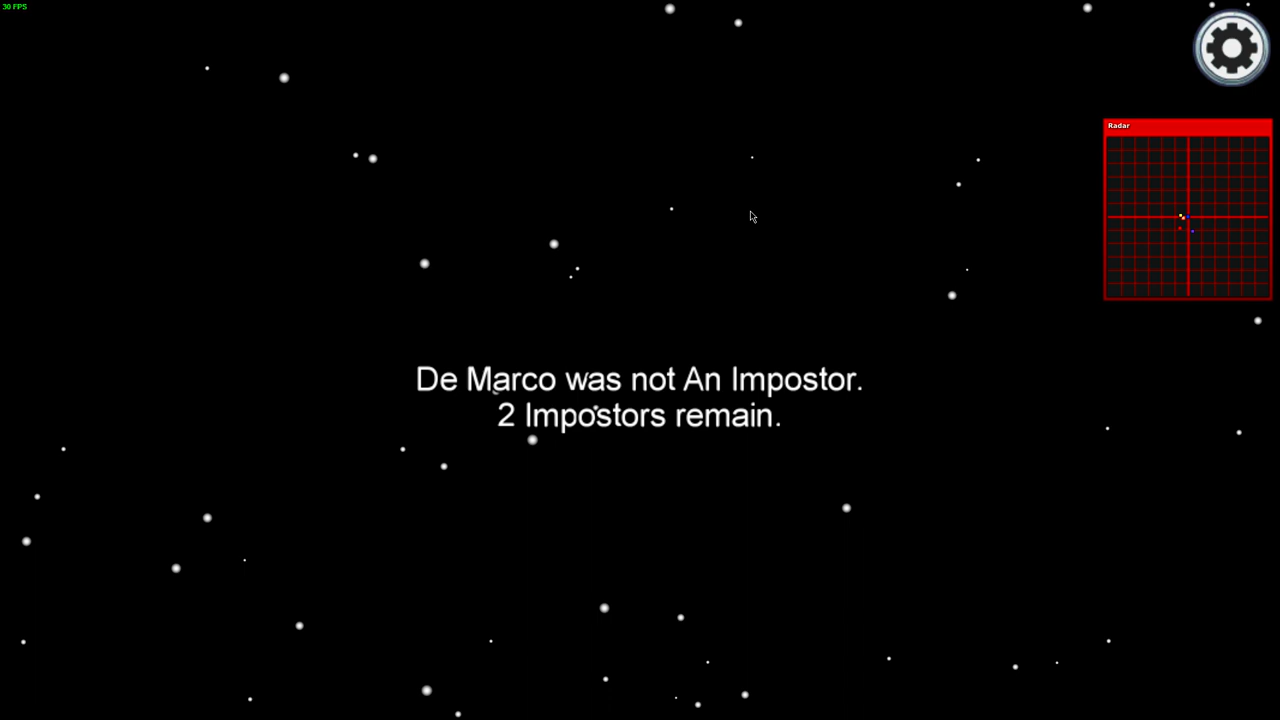 30 FPS
Radar
De Marco was not An Impostor.
2 Impostors remain.